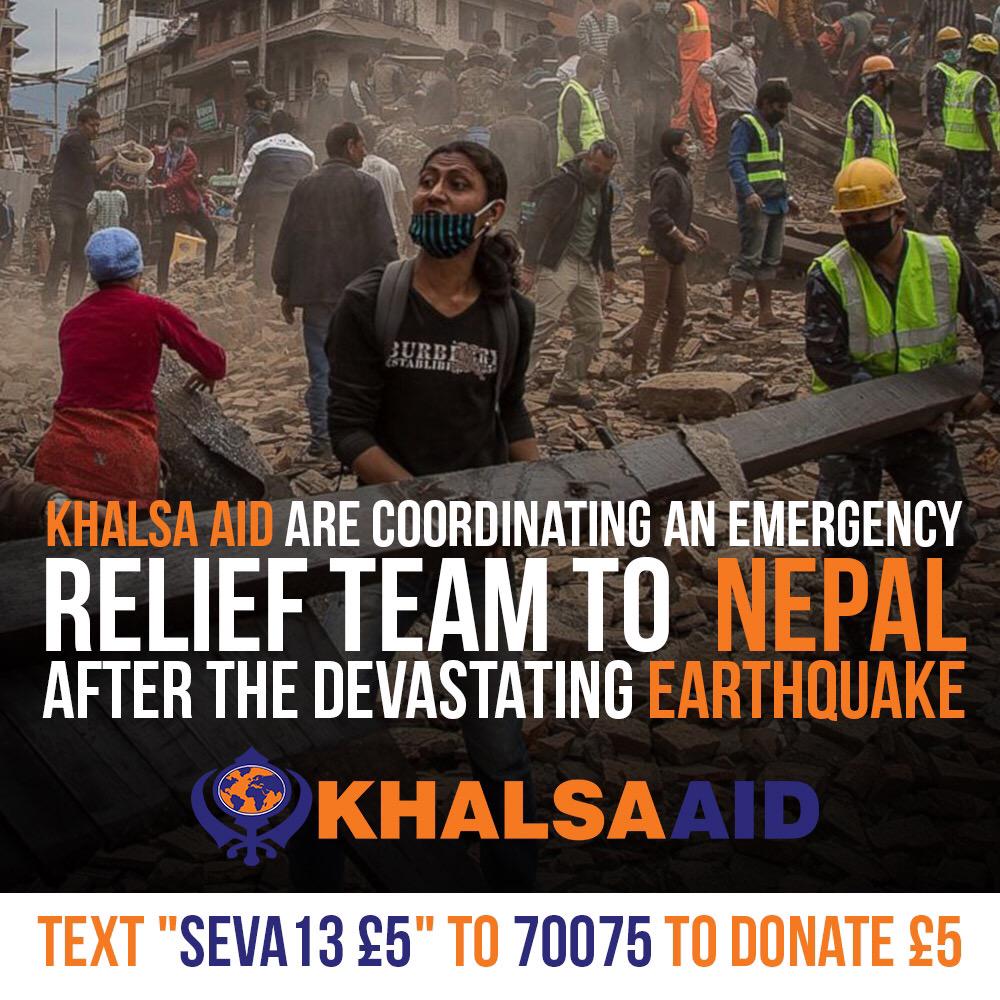 KHALSA AID ARE COORDINATING AN EMERGENCY
RELIEF TEAM TO NEPAL
AFTER THE DEVASTATING EARTHQUAKE
KHALSAAID
TEXT "SEVA13 £5" TO 70075 TO DONATE £5